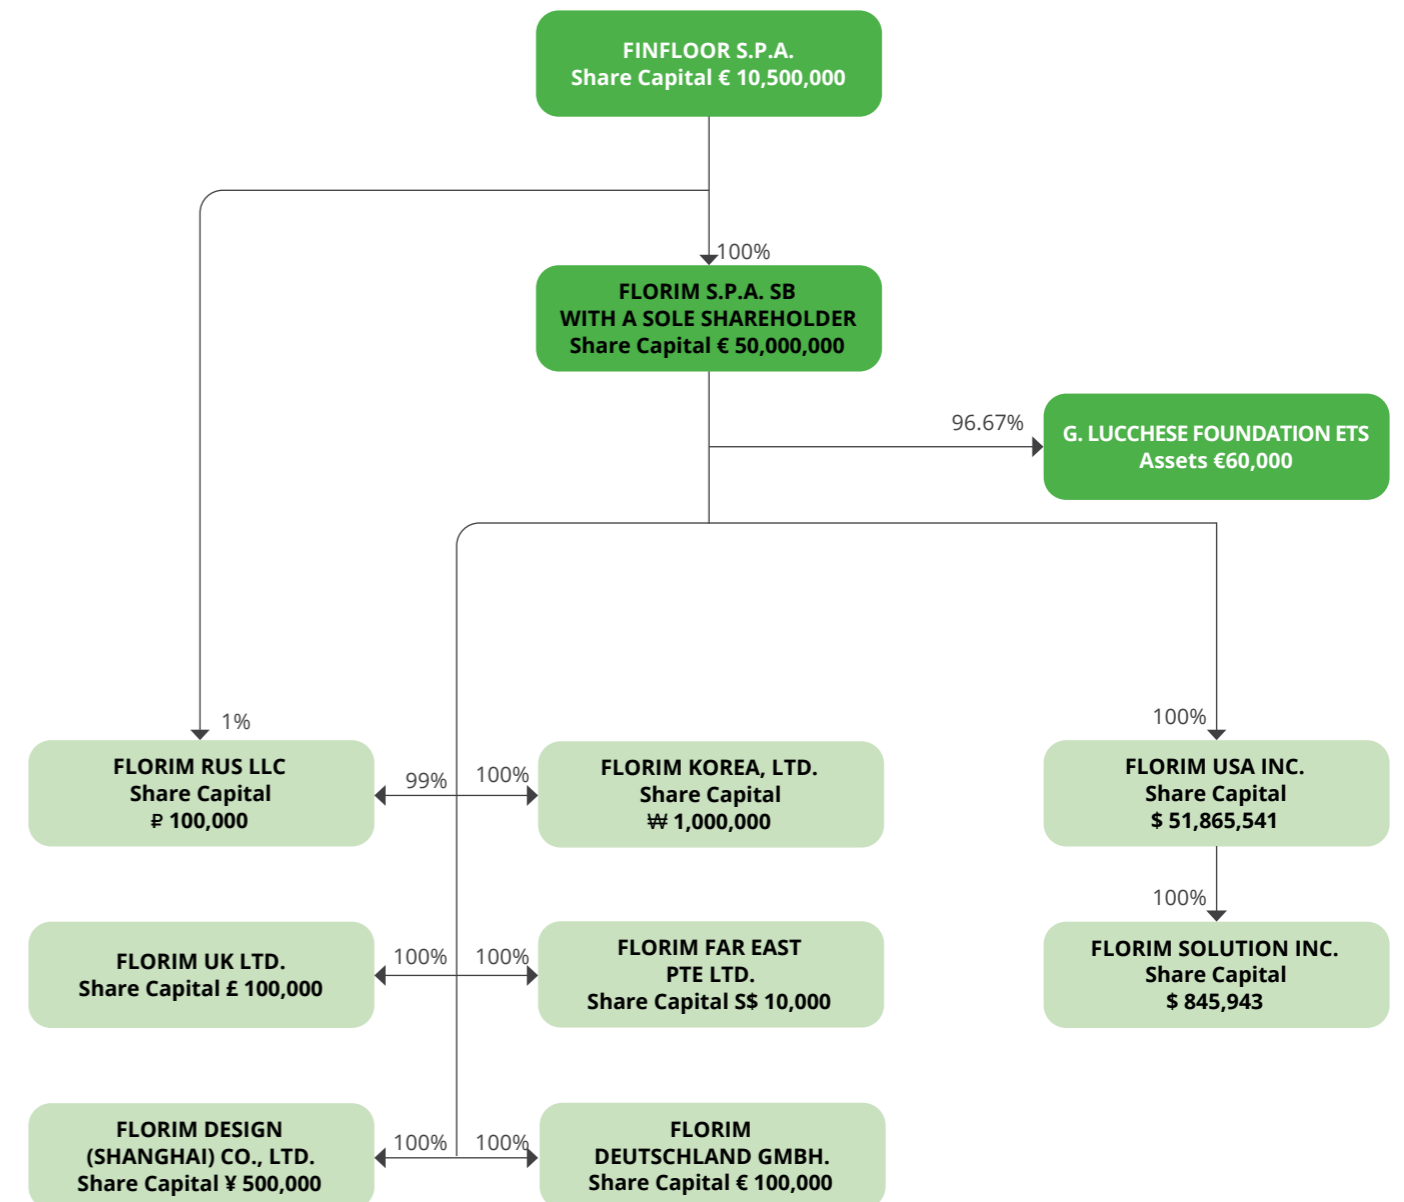 FINFLOOR S.P.A.
Share Capital € 10,500,000
100%
FLORIM S.P.A. SB
WITH A SOLE SHAREHOLDER
Share Capital € 50,000,000
96.67%
G. LUCCHESE FOUNDATION ETS
Assets €60,000
1%
100%
FLORIM RUS LLC
Share Capital
₽ 100,000
99%
100%
FLORIM KOREA, LTD.
Share Capital
₩ 1,000,000
FLORIM USA INC.
Share Capital
$ 51,865,541
100%
FLORIM UK LTD.
Share Capital £ 100,000
100%
100%
FLORIM FAR EAST
PTE LTD.
Share Capital S$ 10,000
FLORIM SOLUTION INC.
Share Capital
$ 845,943
FLORIM DESIGN
(SHANGHAI) CO., LTD.
Share Capital ¥ 500,000
100%
100%
FLORIM
DEUTSCHLAND GMBH.
Share Capital € 100,000